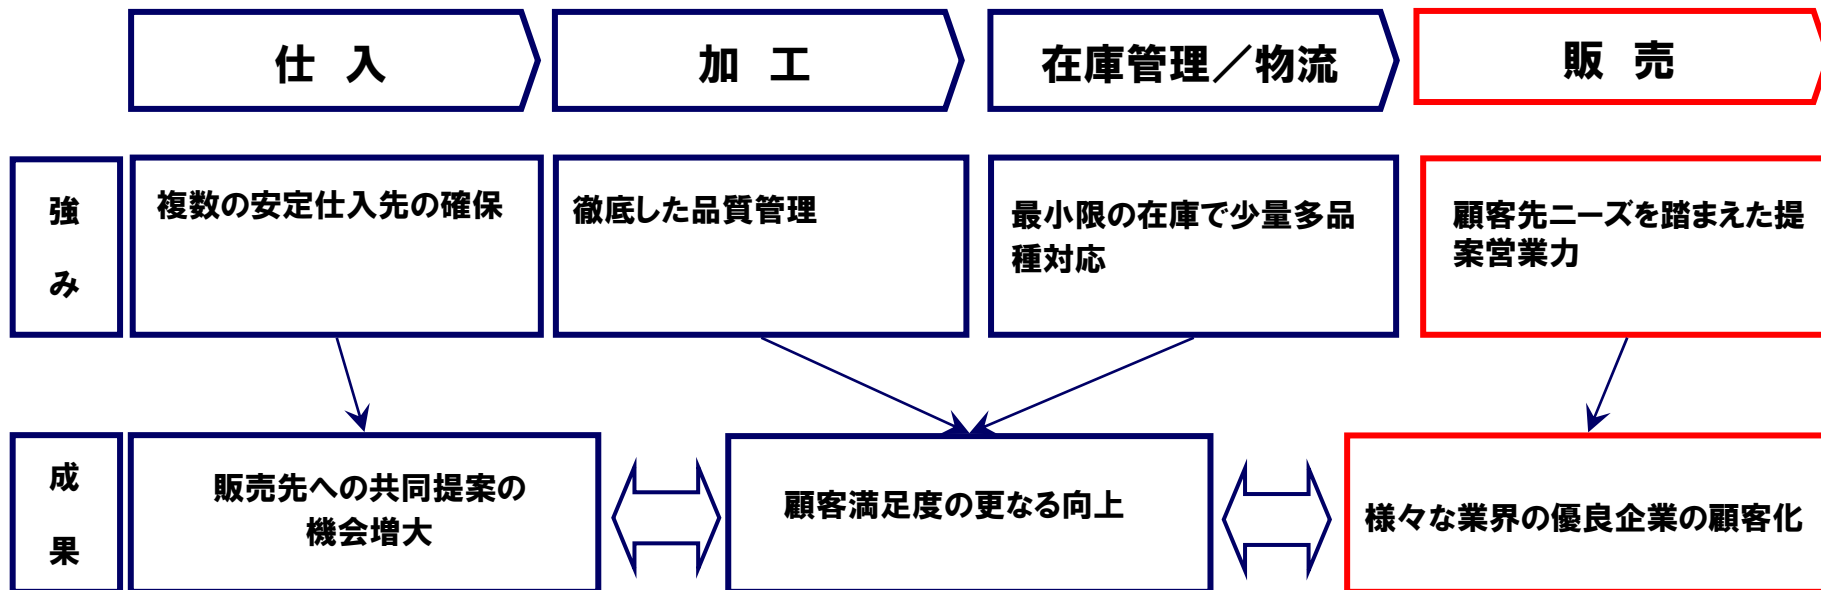 仕 入
加 工
在庫管理／物流
販 売
強
み
複数の安定仕入先の確保
徹底した品質管理
最小限の在庫で少量多品
種対応
顧客先ニーズを踏まえた提
案営業力
成
果
販売先への共同提案の
機会増大
顧客満足度の更なる向上
様々な業界の優良企業の顧客化